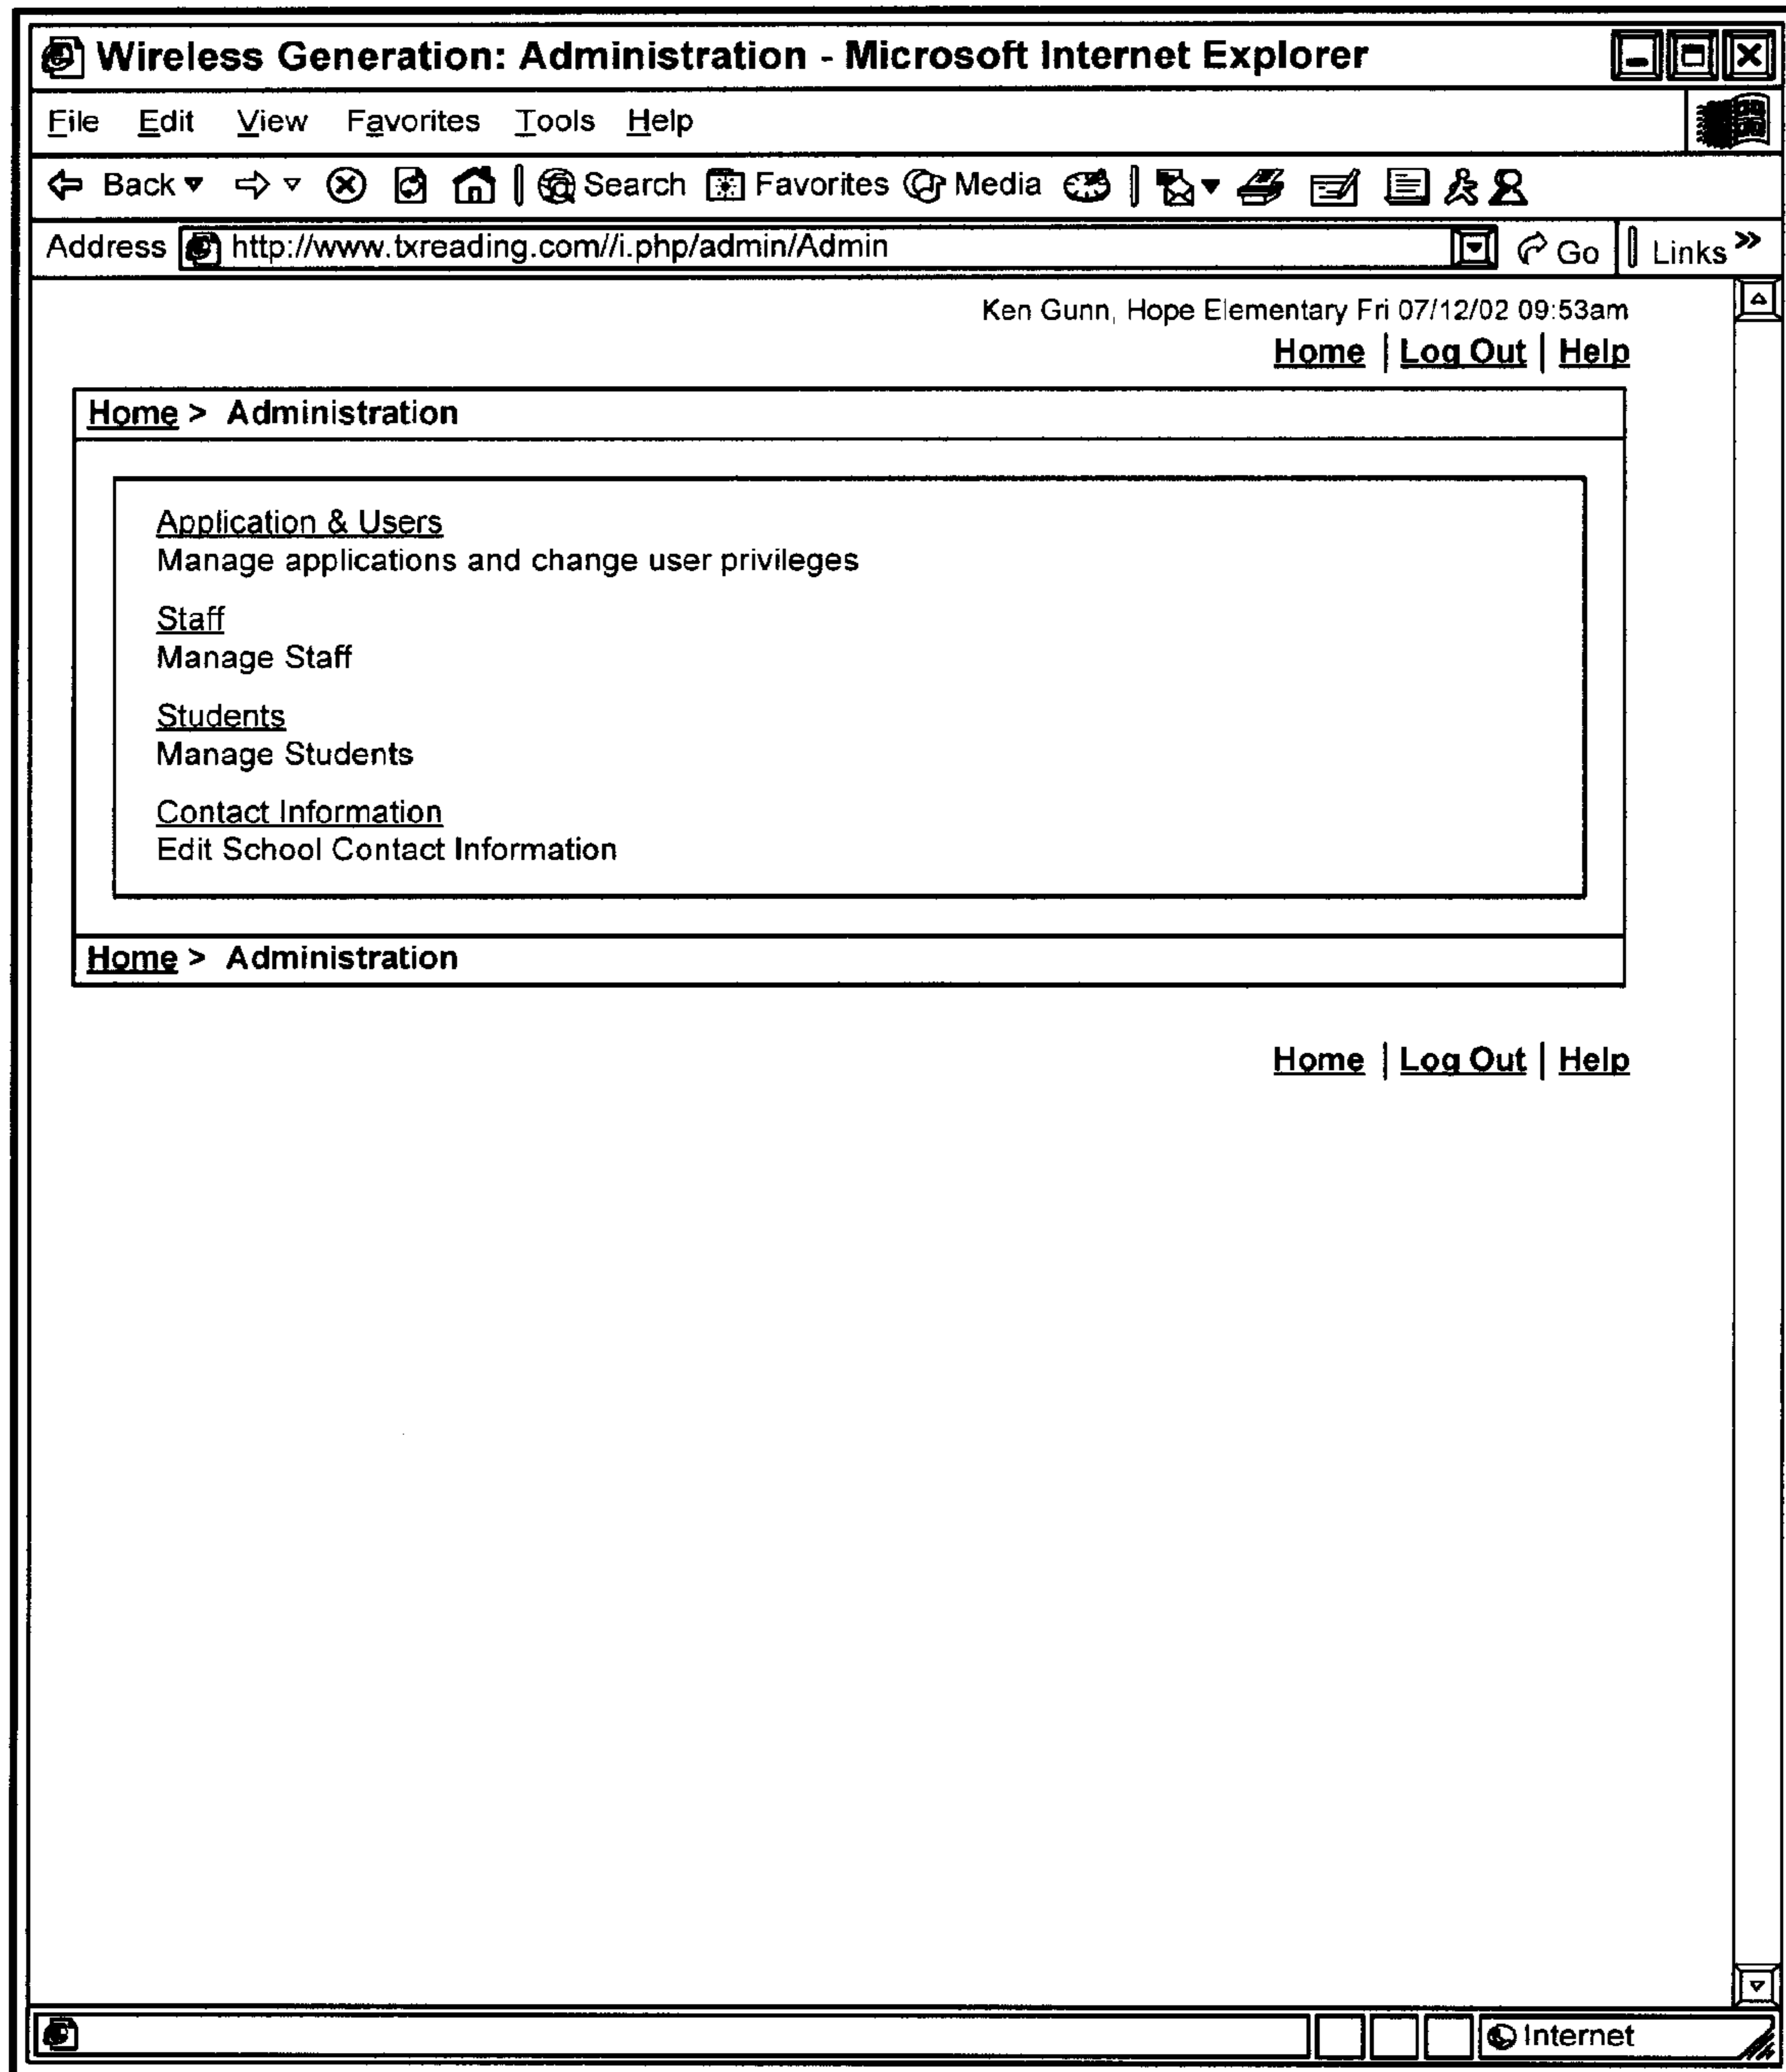 Wireless Generation: Administration - Microsoft Internet Explorer
File Edit View Favorites Tools Help
Back Search Favorites Media
Address http://www.txreading.com//i.php/admin/Admin Go Links »
Ken Gunn, Hope Elementary Fri 07/12/02 09:53am
Home | Log Out | Help
Home > Administration
Application & Users
Manage applications and change user privileges
Staff
Manage Staff
Students
Manage Students
Contact Information
Edit School Contact Information
Home > Administration
Home | Log Out | Help
Internet